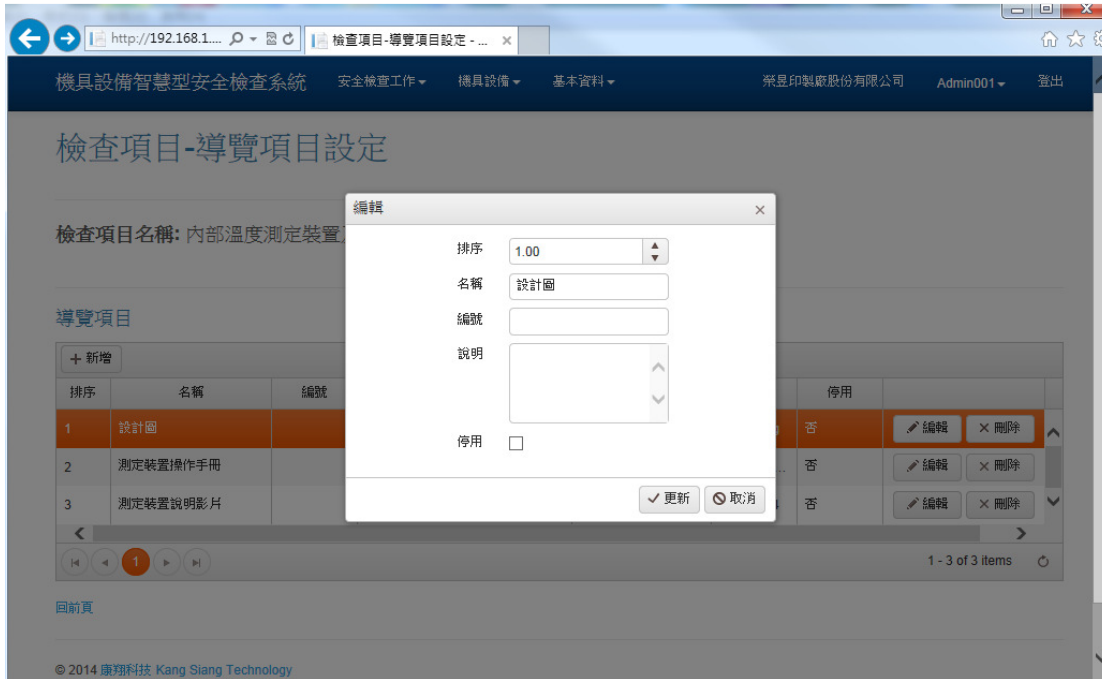 http://192.168.1.... 檢查項目-導覽項目設定 - ...
機具設備智慧型安全檢查系統 安全檢查工作 機具設備 基本資料 榮昱印製廠股份有限公司 Admin001 登出
檢查項目-導覽項目設定
檢查項目名稱: 內部溫度測定裝置
導覽項目
+ 新增
排序 名稱 編號 停用
1 設計圖 否 編輯 刪除
2 測定裝置操作手冊 ... 否 編輯 刪除
3 測定裝置說明影片 否 編輯 刪除
1
1 - 3 of 3 items
回前頁
© 2014 康翔科技 Kang Siang Technology
編輯
排序 1.00
名稱 設計圖
編號
說明
停用
更新 取消